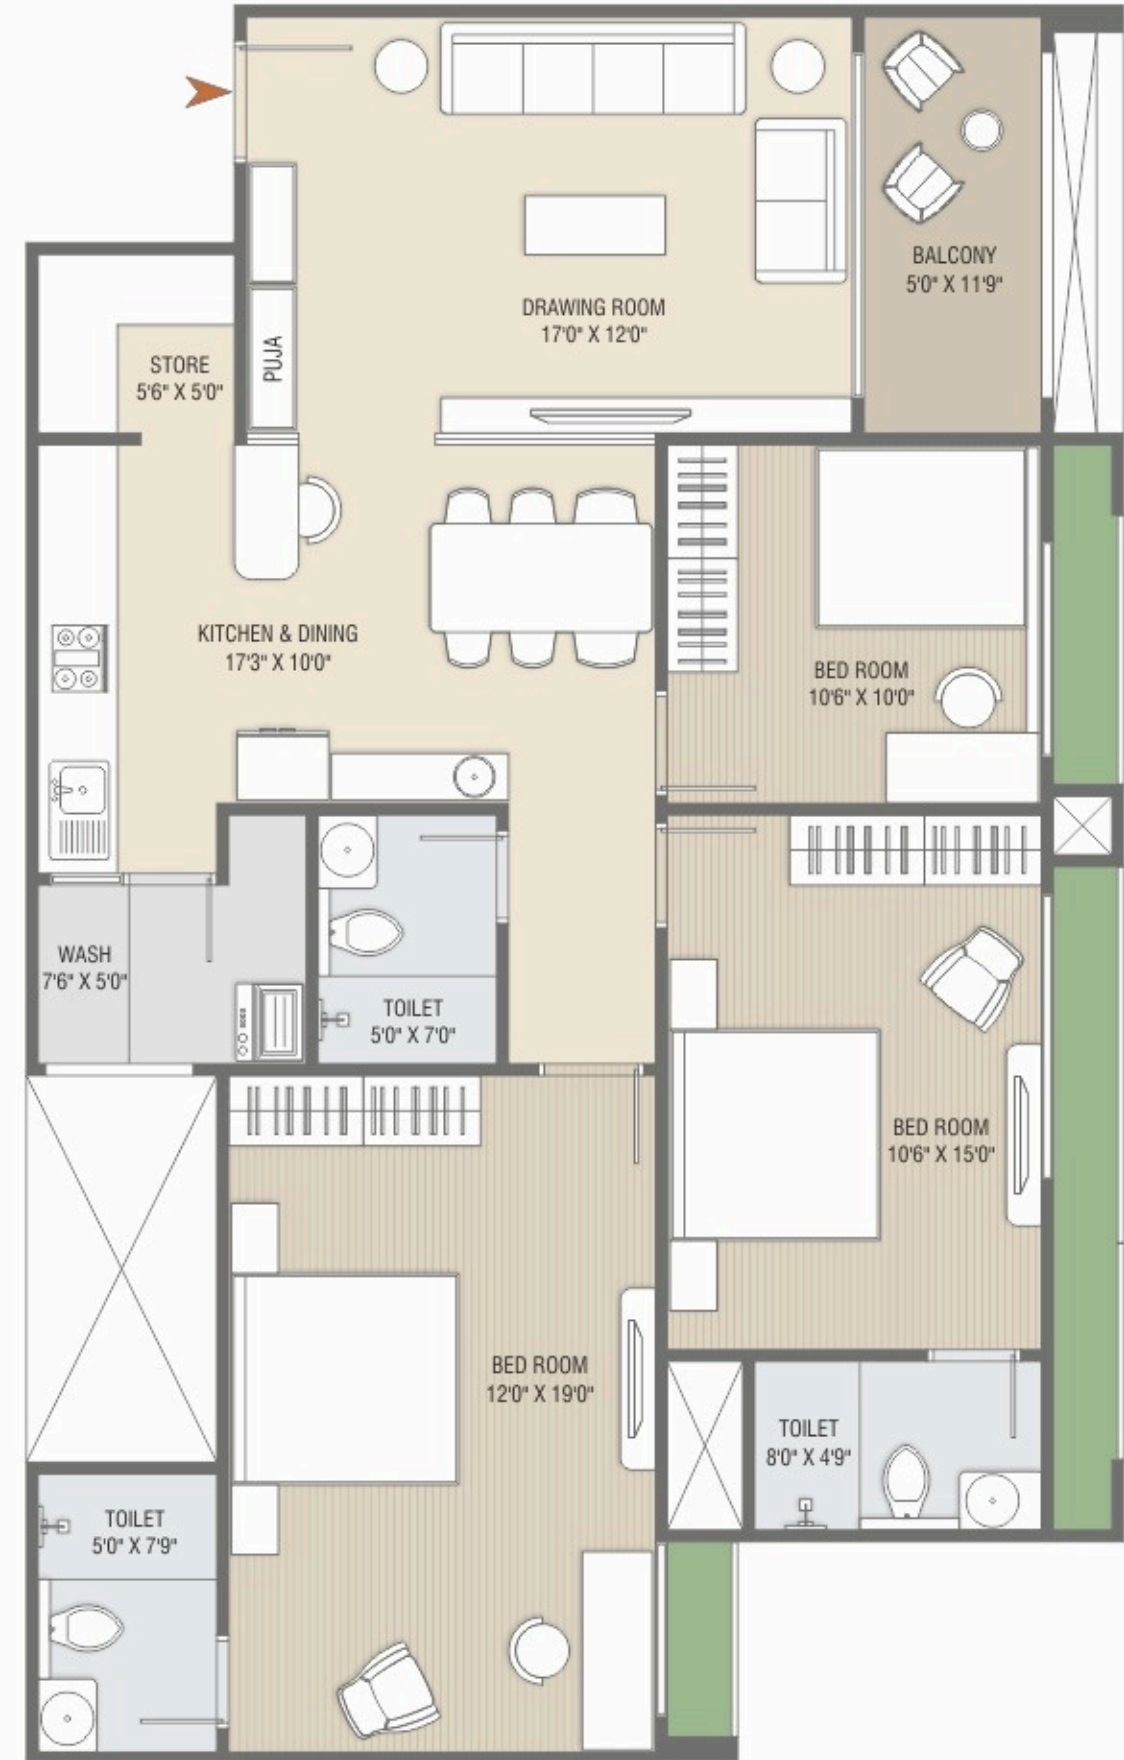 BALCONY
5'0" X 11'9"
DRAWING ROOM
17'0" X 12'0"
PUJA
STORE
5'6" X 5'0"
KITCHEN & DINING
17'3" X 10'0"
BED ROOM
10'6" X 10'0"
WASH
7'6" X 5'0"
TOILET
5'0" X 7'0"
BED ROOM
10'6" X 15'0"
BED ROOM
12'0" X 19'0"
TOILET
8'0" X 4'9"
TOILET
5'0" X 7'9"